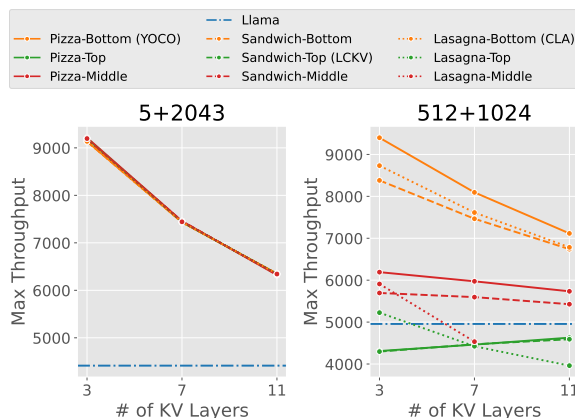 Llama
Pizza-Bottom (YOCO) Sandwich-Bottom Lasagna-Bottom (CLA)
Pizza-Top Sandwich-Top (LCKV) Lasagna-Top
Pizza-Middle Sandwich-Middle Lasagna-Middle
5+2043 512+1024
Max Throughput
9000
8000
7000
6000
5000
3 7 11
# of KV Layers
Max Throughput
9000
8000
7000
6000
5000
4000
3 7 11
# of KV Layers